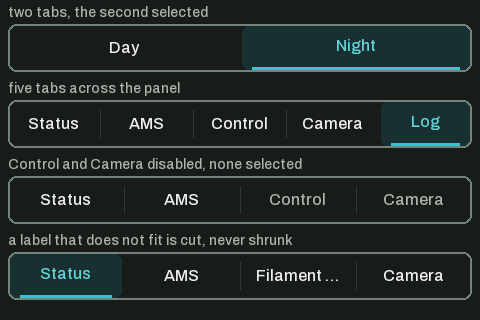 two tabs, the second selected
Day Night
five tabs across the panel
Status AMS Control Camera Log
Control and Camera disabled, none selected
Status AMS Control Camera
a label that does not fit is cut, never shrunk
Status AMS Filament ... Camera